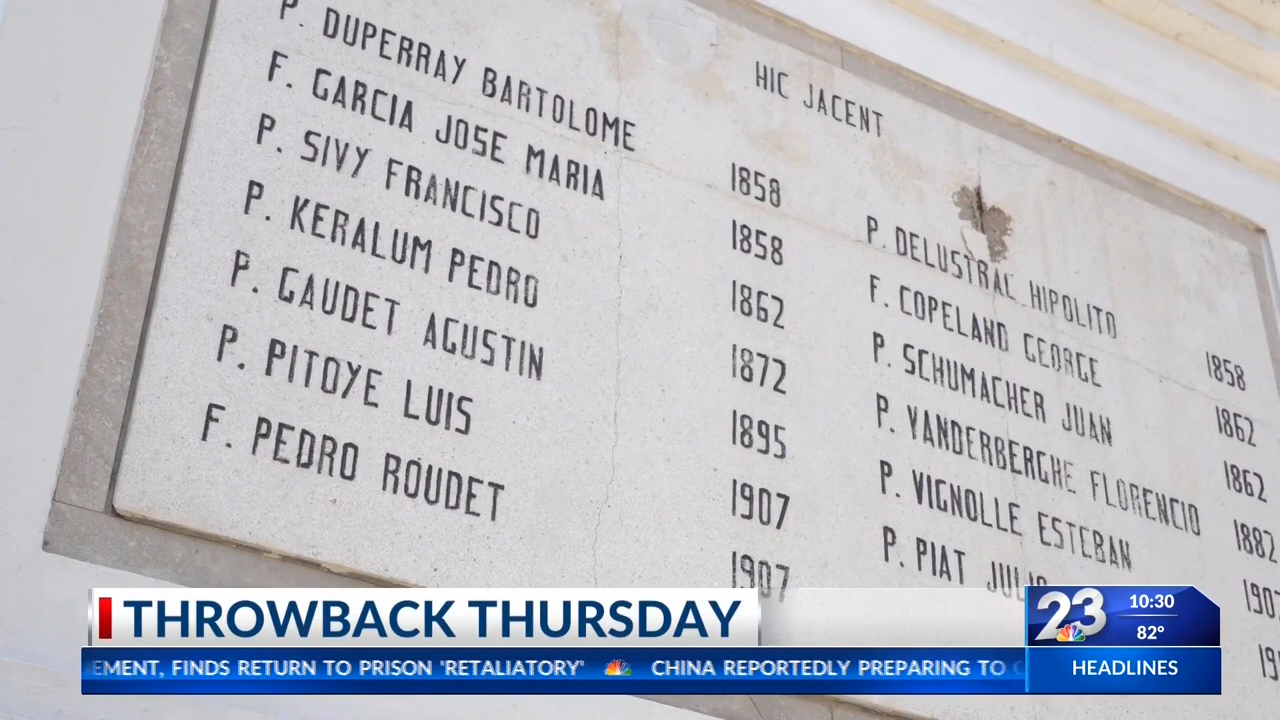 HIC JACENT
P. DUPERRAY BARTOLOME 1858
F. GARCIA JOSE MARIA 1858
P. SIVY FRANCISCO 1862
P. KERALUM PEDRO 1872
P. GAUDET AGUSTIN 1895
P. PITOYE LUIS 1907
F. PEDRO ROUDET 1907
P. DELUSTRAC HIPOLITO 1858
F. COPELAND GEORGE 1862
P. SCHUMACHER JUAN 1862
P. VANDERBERGHE FLORENCIO 1882
P. VIGNOLLE ESTEBAN
P. PIAT JULIO
THROWBACK THURSDAY
23 10:30
82°
EMENT, FINDS RETURN TO PRISON 'RETALIATORY' CHINA REPORTEDLY PREPARING TO
HEADLINES